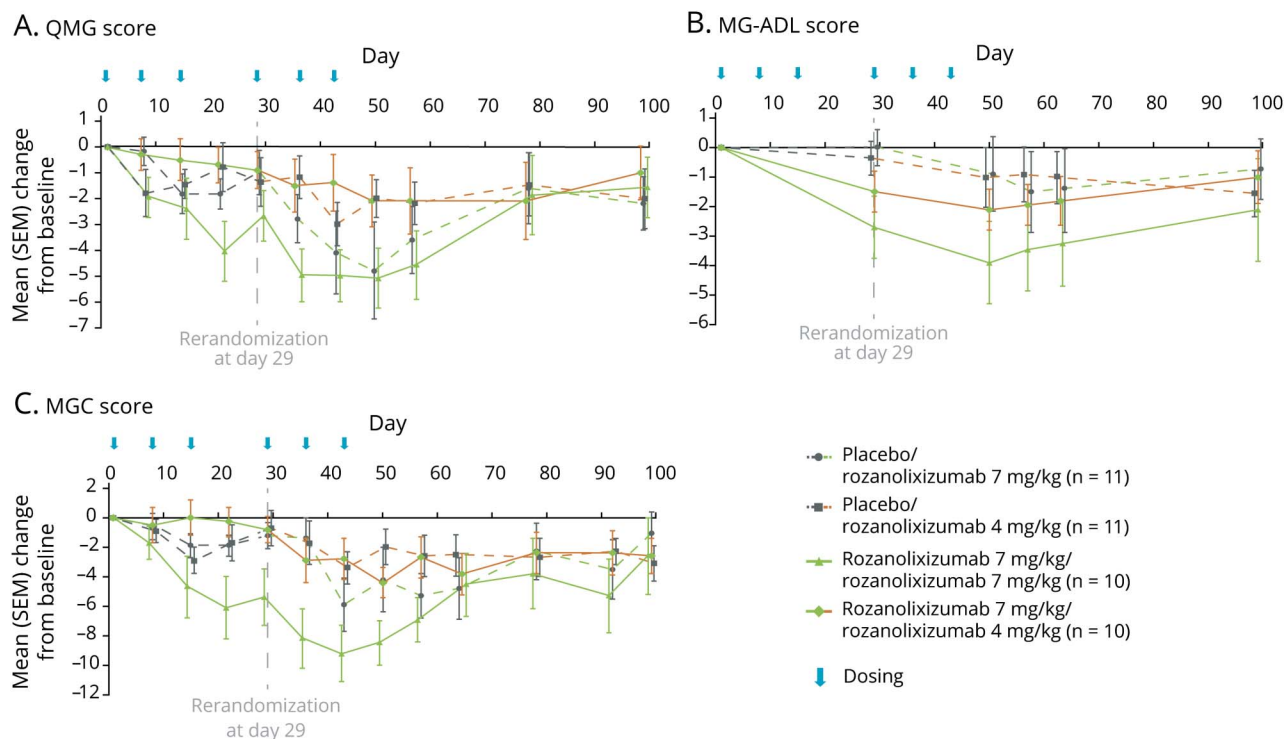 A. QMG score
Day
0 10 20 30 40 50 60 70 80 90 100
1
0
−1
−2
−3
−4
−5
−6
−7
Mean (SEM) change
from baseline
Rerandomization
at day 29
B. MG-ADL score
Day
0 10 20 30 40 50 60 70 80 90 100
1
0
−1
−2
−3
−4
−5
−6
Rerandomization
at day 29
C. MGC score
Day
0 10 20 30 40 50 60 70 80 90 100
2
0
−2
−4
−6
−8
−10
−12
Mean (SEM) change
from baseline
Rerandomization
at day 29
Placebo/
rozanolixizumab 7 mg/kg (n = 11)
Placebo/
rozanolixizumab 4 mg/kg (n = 11)
Rozanolixizumab 7 mg/kg/
rozanolixizumab 7 mg/kg (n = 10)
Rozanolixizumab 7 mg/kg/
rozanolixizumab 4 mg/kg (n = 10)
Dosing